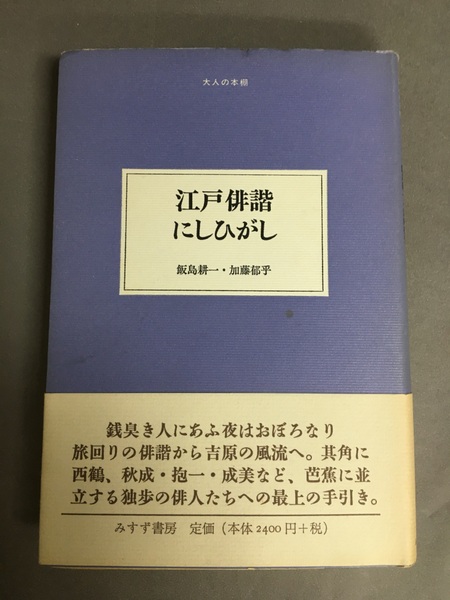 大人の本棚
江戸俳諧
にしひがし
飯島耕一・加藤郁乎
銭臭き人にあふ夜はおぼろなり
旅回りの俳諧から吉原の風流へ。其角に
西鶴、秋成・抱一・成美など、芭蕉に並
立する独歩の俳人たちへの最上の手引き。
みすず書房　定価（本体2400円＋税）